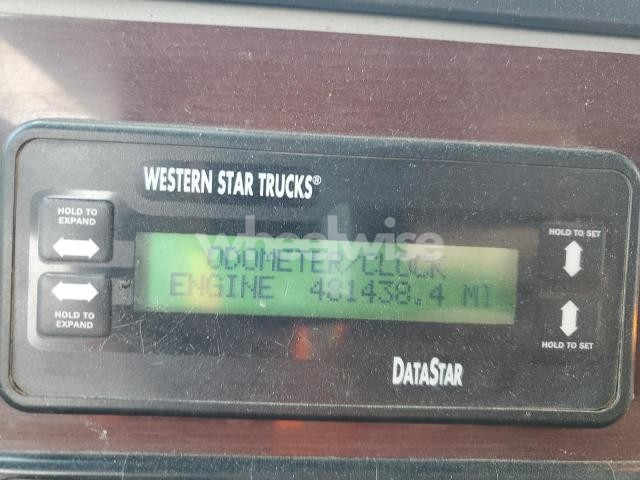 WESTERN STAR TRUCKS®
HOLD TO
EXPAND
HOLD TO SET
wheelwise
ODOMETER/CLOCK
ENGINE 481438.4 MI
HOLD TO
EXPAND
HOLD TO SET
DATASTAR